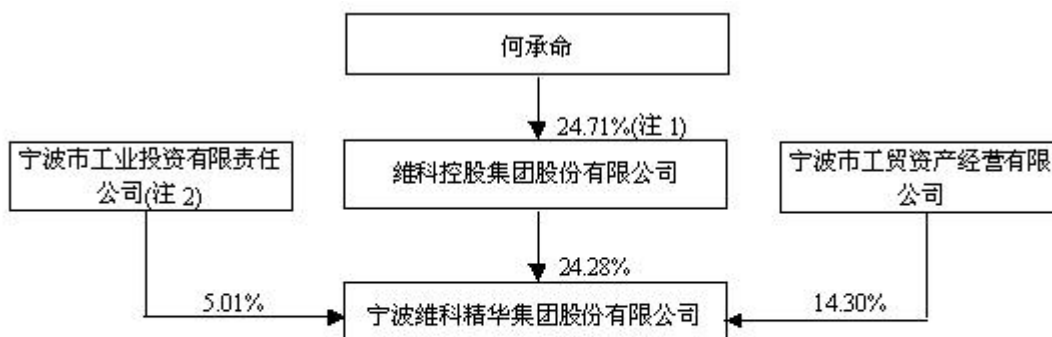 何承命
24.71%(注 1)
宁波市工业投资有限责任
公司(注 2)
维科控股集团股份有限公司
宁波市工贸资产经营有限
公司
24.28%
5.01%
宁波维科精华集团股份有限公司
14.30%